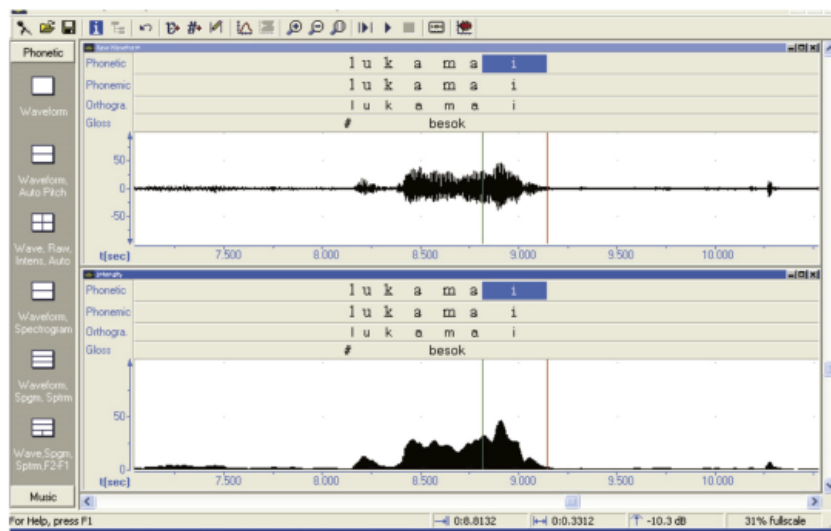 Phonetic
Waveform
Waveform, Auto Pitch
Wave, Raw, Intens, Auto
Waveform, Spectrogram
Waveform, Spgm, Sptrm
Wave,Spgm, Sptrm,F2-F1
Music
Raw Waveform
Phonetic l u k a m a i
Phonemic l u k a m a i
Orthogra. l u k a m a i
Gloss # besok
50
0
-50
t[sec] 7.500 8.000 8.500 9.000 9.500 10.000
Intensity
Phonetic l u k a m a i
Phonemic l u k a m a i
Orthogra. l u k a m a i
Gloss # besok
50
0
t[sec] 7.500 8.000 8.500 9.000 9.500 10.000
For Help, press F1 0:8.8132 0:0.3312 -10.3 dB 31% fullscale